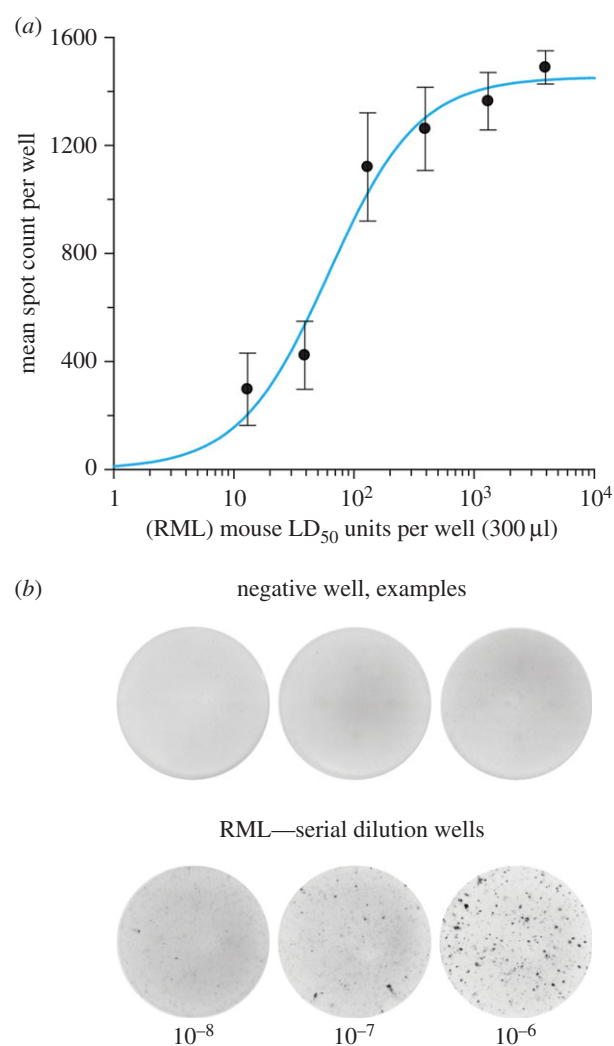 (a)
1600
1200
800
400
0
mean spot count per well
1 10 10² 10³ 10⁴
(RML) mouse LD₅₀ units per well (300 µl)
(b)
negative well, examples
RML—serial dilution wells
10⁻⁸ 10⁻⁷ 10⁻⁶